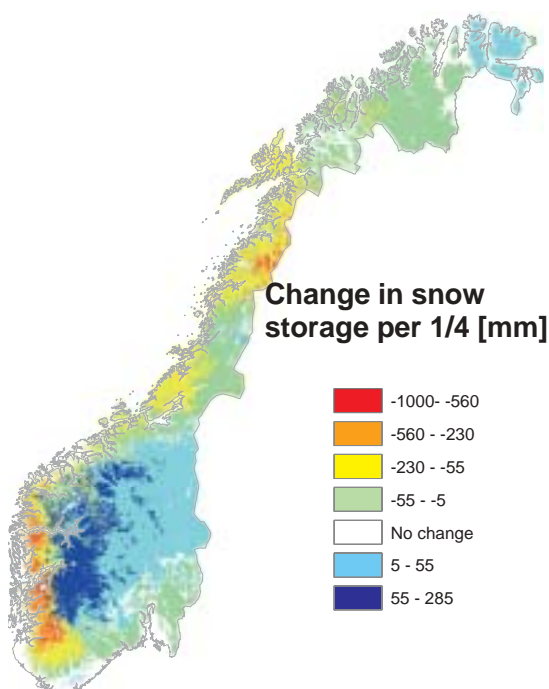 Change in snow
storage per 1/4 [mm]
-1000- -560
-560 - -230
-230 - -55
-55 - -5
No change
5 - 55
55 - 285